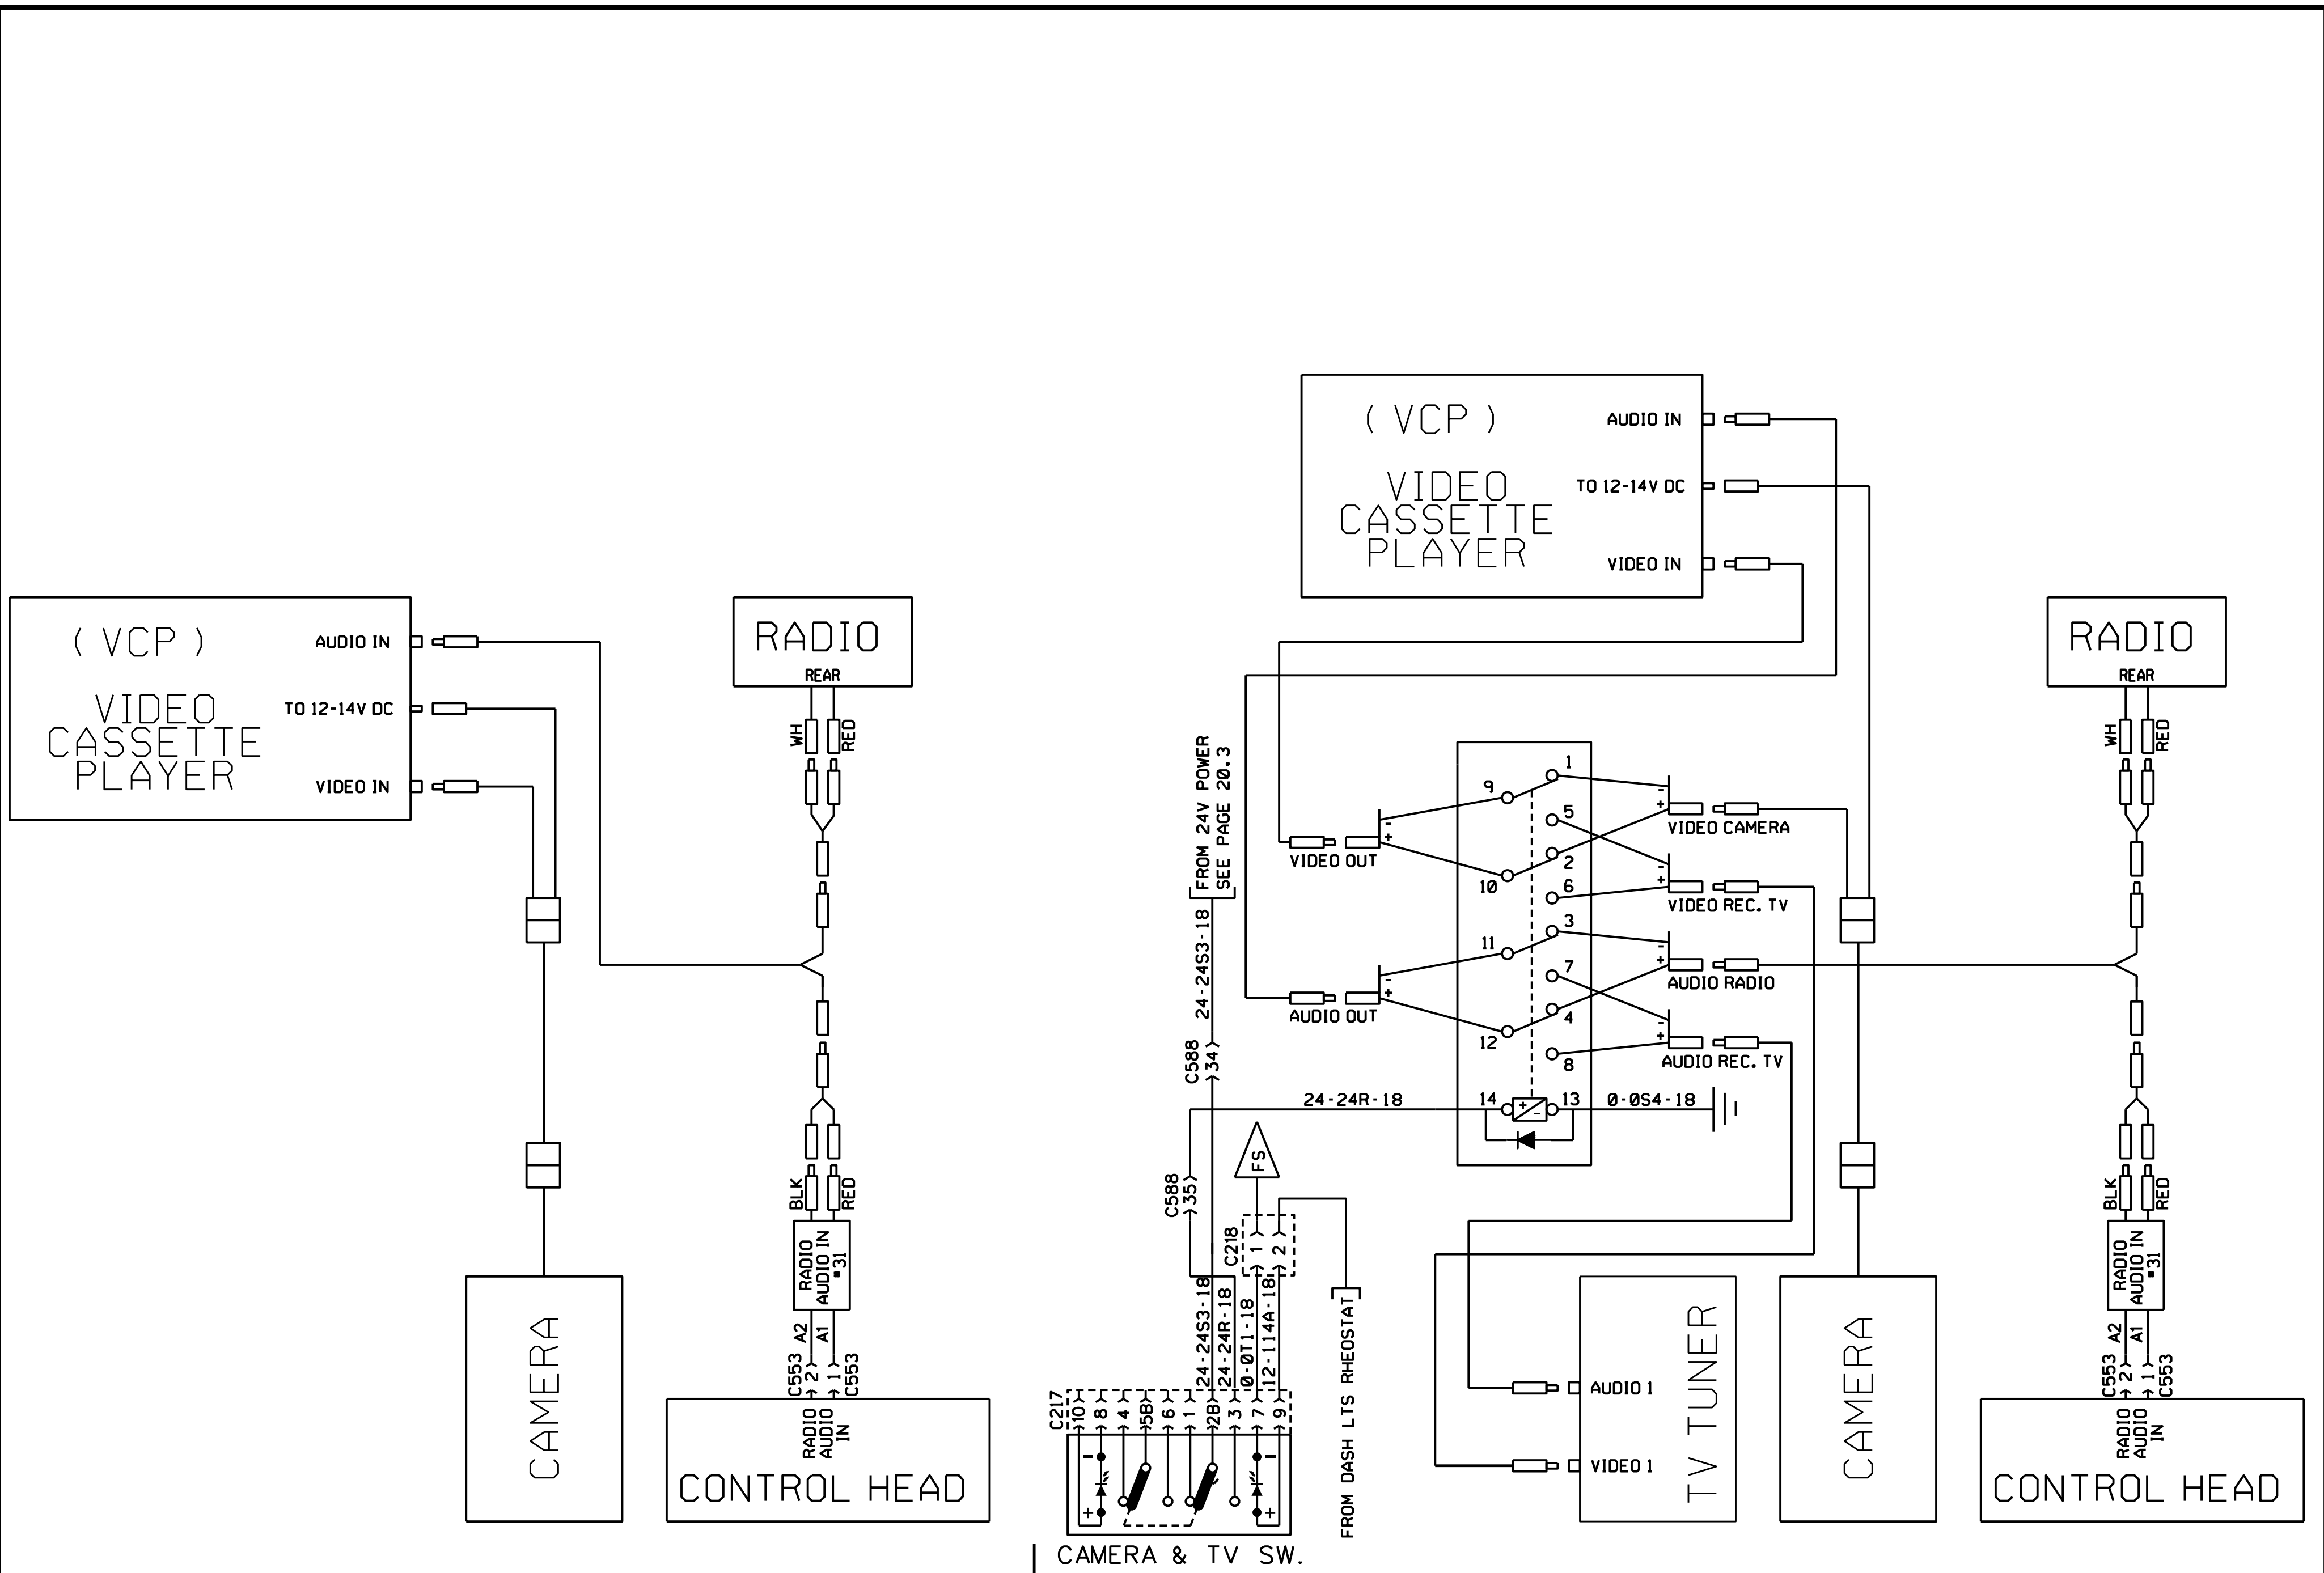 ( VCP )
VIDEO
CASSETTE
PLAYER
AUDIO IN
TO 12-14V DC
VIDEO IN
CAMERA
RADIO
REAR
WH
RED
BLK
RED
RADIO
AUDIO IN
#31
A2
A1
C553
2
1
C553
RADIO
AUDIO
IN
CONTROL HEAD
( VCP )
VIDEO
CASSETTE
PLAYER
AUDIO IN
TO 12-14V DC
VIDEO IN
FROM 24V POWER
SEE PAGE 20.3
24-24S3-18
C588
34
VIDEO OUT
-
+
AUDIO OUT
-
+
9
10
11
12
1
5
2
6
3
7
4
8
14
+
-
13
-
+
VIDEO CAMERA
-
+
VIDEO REC. TV
-
+
AUDIO RADIO
-
+
AUDIO REC. TV
24-24R-18
0-0S4-18
C588
35
FS
C218
1
2
24-24S3-18
24-24R-18
0-0T1-18
12-114A-18
FROM DASH LTS RHEOSTAT
C217
10
8
4
5B
6
1
2B
3
7
9
-
+
-
+
CAMERA & TV SW.
AUDIO 1
VIDEO 1
TV TUNER
CAMERA
RADIO
REAR
WH
RED
BLK
RED
RADIO
AUDIO IN
#31
A2
A1
C553
2
1
C553
RADIO
AUDIO
IN
CONTROL HEAD